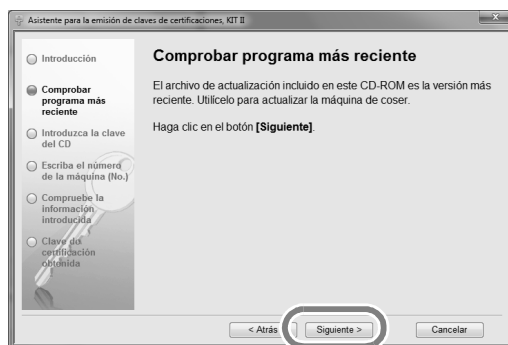 Asistente para la emisión de claves de certificaciones, KIT II
Introducción
Comprobar
programa más
reciente
Introduzca la clave
del CD
Escriba el número
de la máquina (No.)
Compruebe la
información
introducida
Clave de
certificación
obtenida
Comprobar programa más reciente
El archivo de actualización incluido en este CD-ROM es la versión más
reciente. Utilícelo para actualizar la máquina de coser.
Haga clic en el botón [Siguiente].
< Atrás
Siguiente >
Cancelar